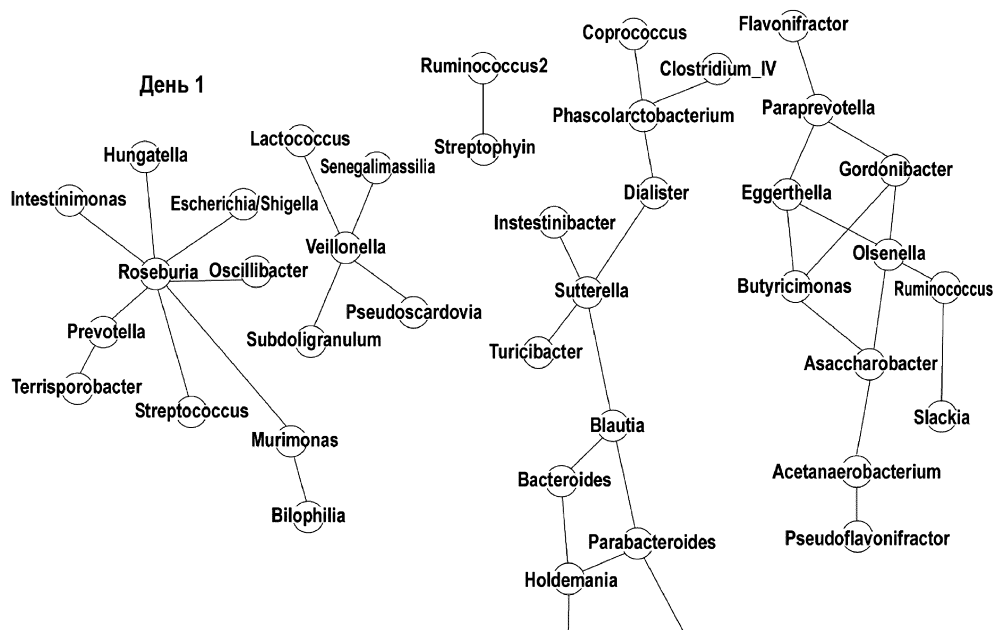 День 1
Hungatella
Intestinimonas
Escherichia/Shigella
Roseburia
Oscillibacter
Prevotella
Terrisporobacter
Streptococcus
Murimonas
Bilophilia
Lactococcus
Senegalimassilia
Veillonella
Pseudoscardovia
Subdoligranulum
Ruminococcus2
Streptophyin
Coprococcus
Clostridium_IV
Phascolarctobacterium
Dialister
Instestinibacter
Sutterella
Turicibacter
Blautia
Bacteroides
Parabacteroides
Holdemania
Flavonifractor
Paraprevotella
Gordonibacter
Eggerthella
Olsenella
Butyricimonas
Ruminococcus
Asaccharobacter
Slackia
Acetanaerobacterium
Pseudoflavonifractor